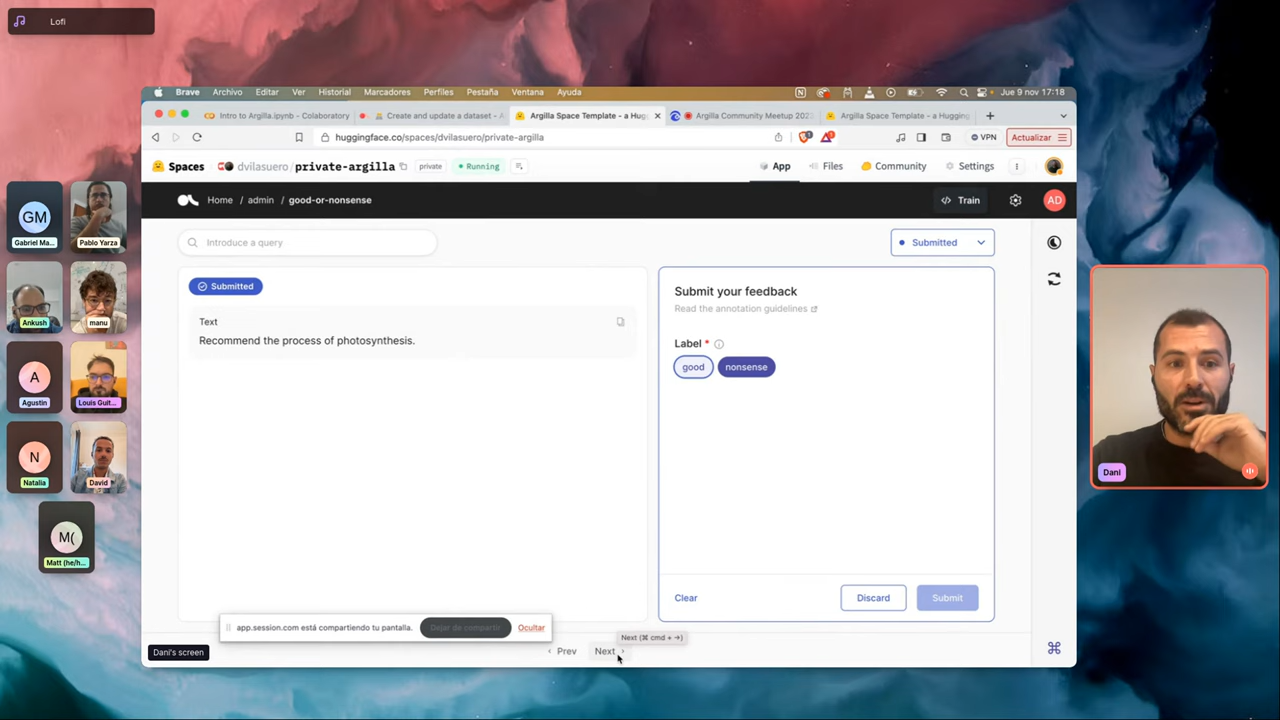 Lofi
Brave Archivo Editar Ver Historial Marcadores Perfiles Pestaña Ventana Ayuda
Jue 9 nov 17:18
Intro to Argilla.ipynb - Colaboratory
Create and update a dataset - A
Argilla Space Template - a Hugg
Argilla Community Meetup 202
Argilla Space Template - a Hugg
huggingface.co/spaces/dvilasuero/private-argilla
VPN
Actualizar
Spaces
dvilasuero/private-argilla
private
Running
App
Files
Community
Settings
Home / admin / good-or-nonsense
Train
AD
Introduce a query
Submitted
Submitted
Text
Recommend the process of photosynthesis.
Submit your feedback
Read the annotation guidelines
Label *
good
nonsense
Clear
Discard
Submit
app.session.com está compartiendo tu pantalla.
Dejar de compartir
Ocultar
Next (⌘ cmd + →)
‹ Prev
Next ›
Dani's screen
GM
Gabriel Ma...
Pablo Yarza
Ankush
manu
A
Agustin
Louis Guit...
N
Natalia
David
M(
Matt (he/h...
Dani